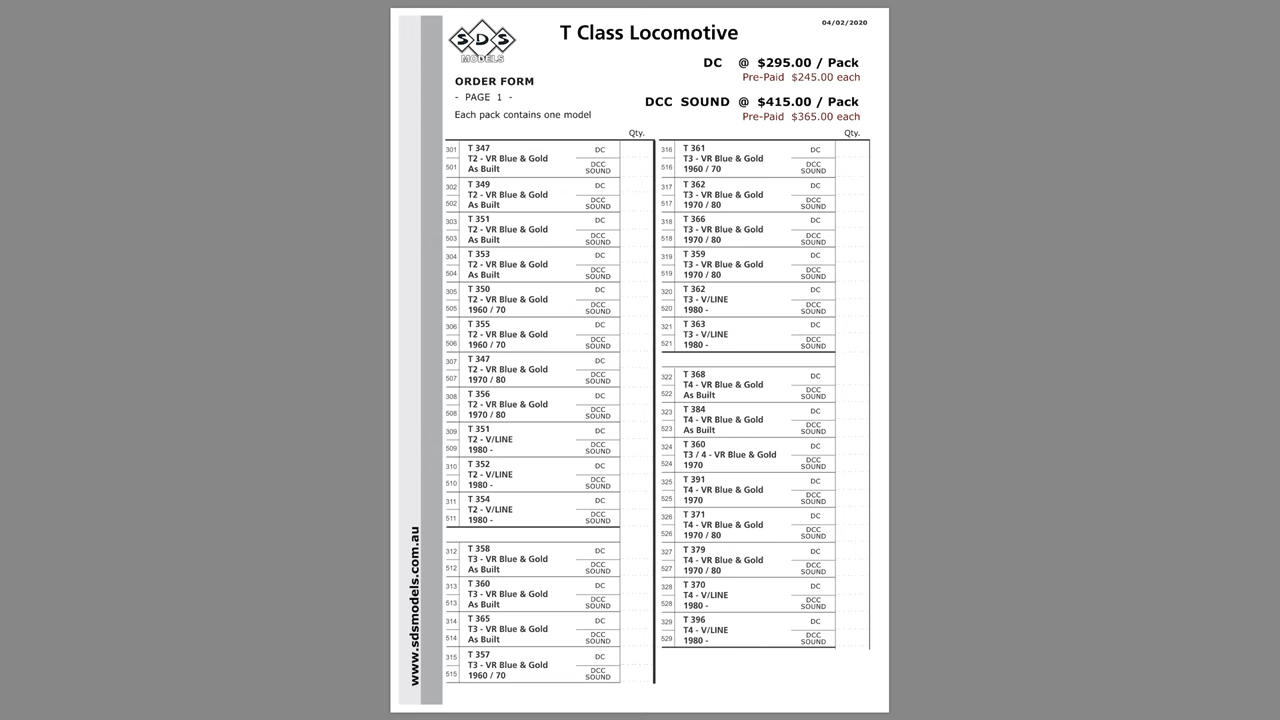 SDS
MODELS
T Class Locomotive
04/02/2020
DC @ $295.00 / Pack
Pre-Paid $245.00 each
ORDER FORM
- PAGE 1 -
DCC SOUND @ $415.00 / Pack
Each pack contains one model
Pre-Paid $365.00 each
Qty.
301 T 347 DC
T2 - VR Blue & Gold
501 As Built DCC SOUND
302 T 349 DC
T2 - VR Blue & Gold
502 As Built DCC SOUND
303 T 351 DC
T2 - VR Blue & Gold
503 As Built DCC SOUND
304 T 353 DC
T2 - VR Blue & Gold
504 As Built DCC SOUND
305 T 350 DC
T2 - VR Blue & Gold
505 1960 / 70 DCC SOUND
306 T 355 DC
T2 - VR Blue & Gold
506 1960 / 70 DCC SOUND
307 T 347 DC
T2 - VR Blue & Gold
507 1970 / 80 DCC SOUND
308 T 356 DC
T2 - VR Blue & Gold
508 1970 / 80 DCC SOUND
309 T 351 DC
T2 - V/LINE
509 1980 - DCC SOUND
310 T 352 DC
T2 - V/LINE
510 1980 - DCC SOUND
311 T 354 DC
T2 - V/LINE
511 1980 - DCC SOUND
312 T 358 DC
T3 - VR Blue & Gold
512 As Built DCC SOUND
313 T 360 DC
T3 - VR Blue & Gold
513 As Built DCC SOUND
314 T 365 DC
T3 - VR Blue & Gold
514 As Built DCC SOUND
315 T 357 DC
T3 - VR Blue & Gold
515 1960 / 70 DCC SOUND
Qty.
316 T 361 DC
T3 - VR Blue & Gold
516 1960 / 70 DCC SOUND
317 T 362 DC
T3 - VR Blue & Gold
517 1970 / 80 DCC SOUND
318 T 366 DC
T3 - VR Blue & Gold
518 1970 / 80 DCC SOUND
319 T 359 DC
T3 - VR Blue & Gold
519 1970 / 80 DCC SOUND
320 T 362 DC
T3 - V/LINE
520 1980 - DCC SOUND
321 T 363 DC
T3 - V/LINE
521 1980 - DCC SOUND
322 T 368 DC
T4 - VR Blue & Gold
522 As Built DCC SOUND
323 T 384 DC
T4 - VR Blue & Gold
523 As Built DCC SOUND
324 T 360 DC
T3 / 4 - VR Blue & Gold
524 1970 DCC SOUND
325 T 391 DC
T4 - VR Blue & Gold
525 1970 DCC SOUND
326 T 371 DC
T4 - VR Blue & Gold
526 1970 / 80 DCC SOUND
327 T 379 DC
T4 - VR Blue & Gold
527 1970 / 80 DCC SOUND
328 T 370 DC
T4 - V/LINE
528 1980 - DCC SOUND
329 T 396 DC
T4 - V/LINE
529 1980 - DCC SOUND
www.sdsmodels.com.au